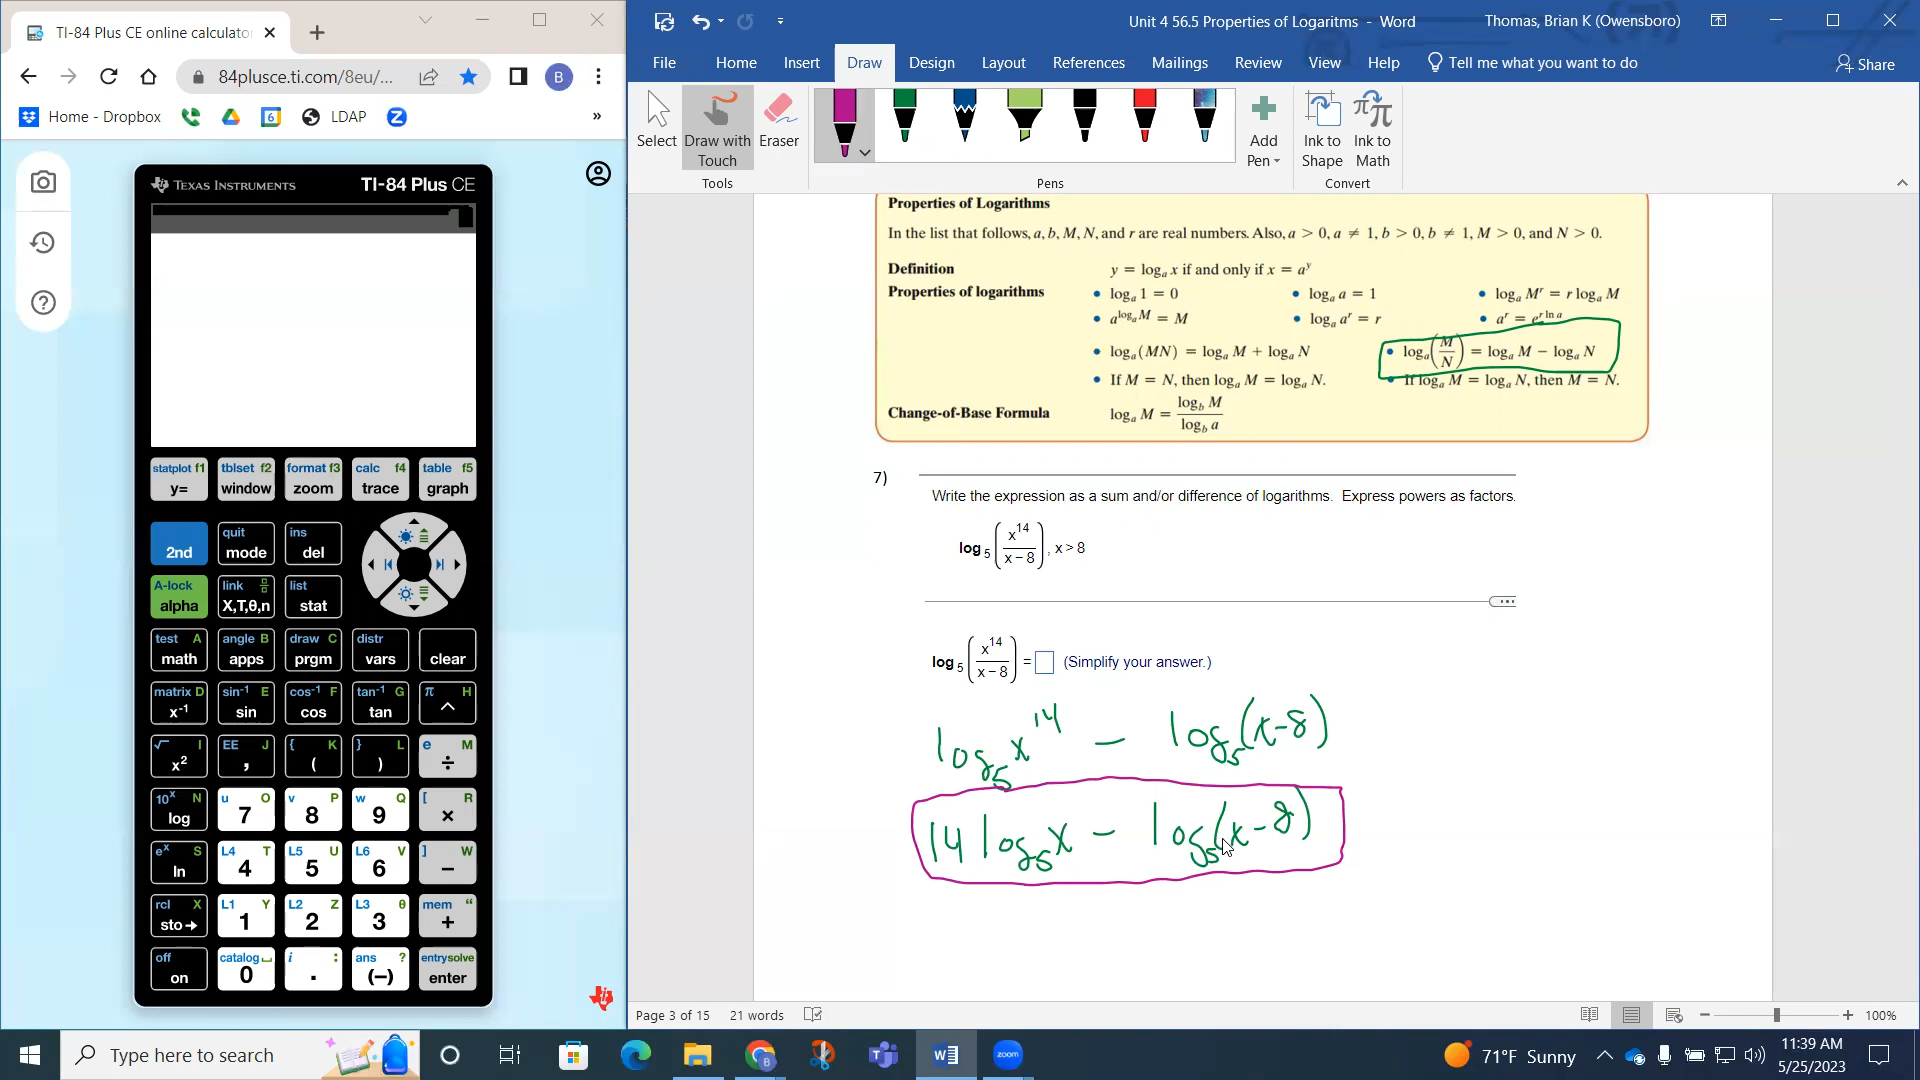 TI-84 Plus CE online calculator
84plusce.ti.com/8eu/...
B
Home - Dropbox
6
LDAP
Z
»
TEXAS INSTRUMENTS TI-84 Plus CE
statplot f1 tblset f2 format f3 calc f4 table f5
y= window zoom trace graph
quit ins
2nd mode del
A-lock link list
alpha X,T,θ,n stat
test A angle B draw C distr
math apps prgm vars clear
matrix D sin⁻¹ E cos⁻¹ F tan⁻¹ G π H
x⁻¹ sin cos tan ^
√ I EE J { K } L e M
x² , ( ) ÷
10ˣ N u O v P w Q [ R
log 7 8 9 ×
eˣ S L4 T L5 U L6 V ] W
ln 4 5 6 −
rcl X L1 Y L2 Z L3 θ mem "
sto→ 1 2 3 +
off catalog i : ans ? entry solve
on 0 . (−) enter
Unit 4 56.5 Properties of Logaritms - Word
Thomas, Brian K (Owensboro)
File Home Insert Draw Design Layout References Mailings Review View Help Tell me what you want to do Share
Select Draw with Touch Eraser Add Pen Ink to Shape Ink to Math
Tools Pens Convert
Properties of Logarithms
In the list that follows, a, b, M, N, and r are real numbers. Also, a > 0, a ≠ 1, b > 0, b ≠ 1, M > 0, and N > 0.
Definition y = logₐ x if and only if x = aʸ
Properties of logarithms • logₐ 1 = 0 • logₐ a = 1 • logₐ Mʳ = r logₐ M
• a^(logₐ M) = M • logₐ aʳ = r • aʳ = e^(r ln a)
• logₐ(MN) = logₐ M + logₐ N • logₐ(M/N) = logₐ M − logₐ N
• If M = N, then logₐ M = logₐ N. • If logₐ M = logₐ N, then M = N.
Change-of-Base Formula logₐ M = log_b M / log_b a
7)
Write the expression as a sum and/or difference of logarithms. Express powers as factors.
log₅(x¹⁴/(x − 8)), x > 8
log₅(x¹⁴/(x − 8)) = (Simplify your answer.)
log₅x¹⁴ − log₅(x-8)
14 log₅x − log₅(x-8)
Page 3 of 15 21 words 100%
Type here to search
zoom
71°F Sunny
11:39 AM
5/25/2023